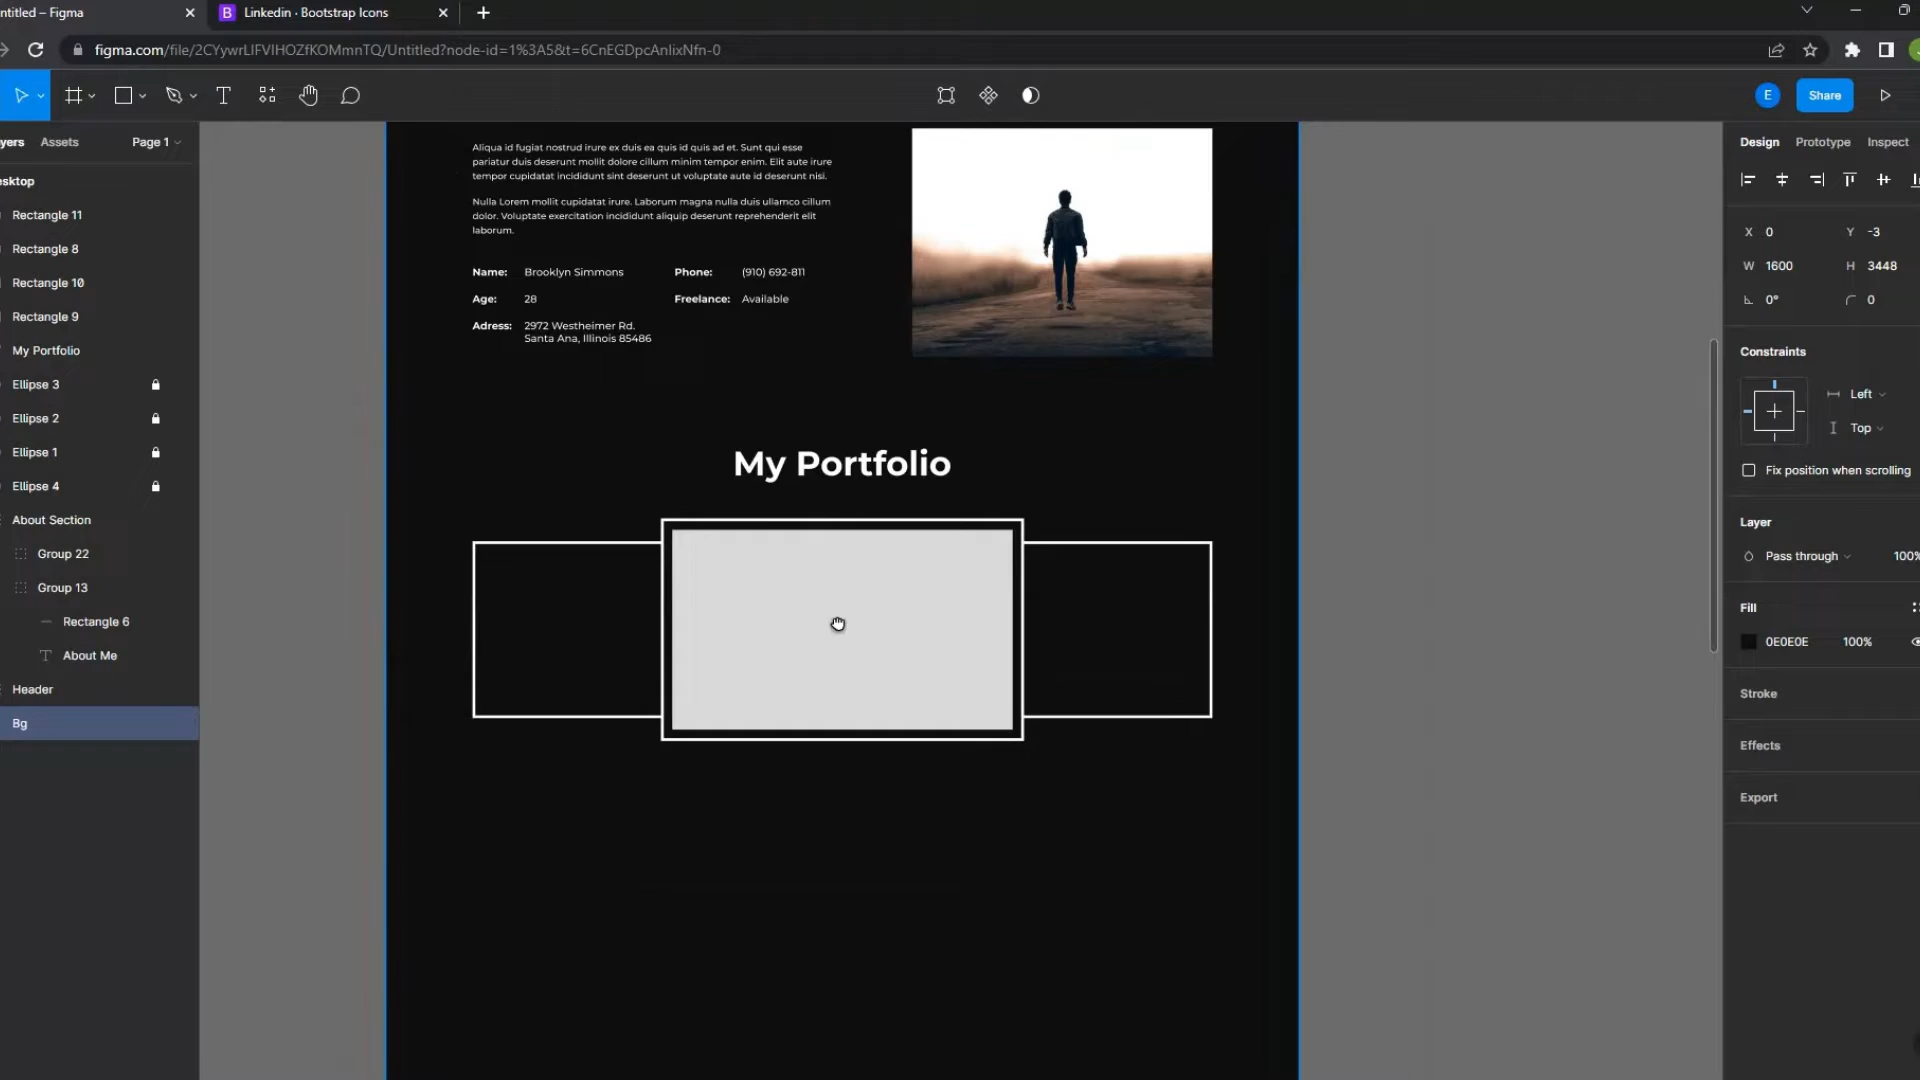 ntitled – Figma
Linkedin · Bootstrap Icons
figma.com/file/2CYywrLIFVIHOZfKOMmnTQ/Untitled?node-id=1%3A5&t=6CnEGDpcAnlixNfn-0
E
Share
yers
Assets
Page 1
Design
Prototype
Inspect
esktop
Rectangle 11
Rectangle 8
Rectangle 10
Rectangle 9
My Portfolio
Ellipse 3
Ellipse 2
Ellipse 1
Ellipse 4
About Section
Group 22
Group 13
Rectangle 6
About Me
Header
Bg
Aliqua id fugiat nostrud irure ex duis ea quis id quis ad et. Sunt qui esse
pariatur duis deserunt mollit dolore cillum minim tempor enim. Elit aute irure
tempor cupidatat incididunt sint deserunt ut voluptate aute id deserunt nisi.
Nulla Lorem mollit cupidatat irure. Laborum magna nulla duis ullamco cillum
dolor. Voluptate exercitation incididunt aliquip deserunt reprehenderit elit
laborum.
Name: Brooklyn Simmons Phone: (910) 692-811
Age: 28 Freelance: Available
Adress: 2972 Westheimer Rd.
Santa Ana, Illinois 85486
My Portfolio
X 0 Y -3
W 1600 H 3448
0° 0
Constraints
Left
Top
Fix position when scrolling
Layer
Pass through 100%
Fill
0E0E0E 100%
Stroke
Effects
Export